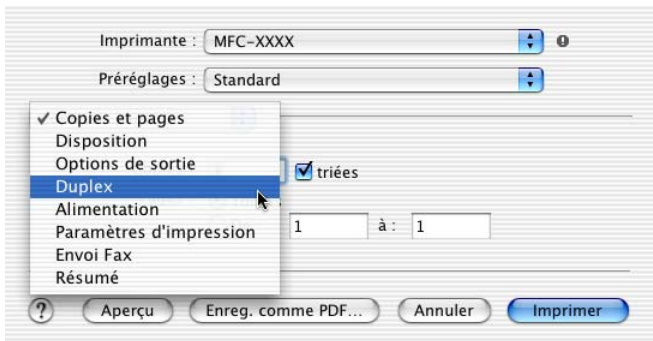 Imprimante : MFC-XXXX
Préréglages : Standard
✓ Copies et pages
Disposition
Options de sortie
triées
Duplex
Alimentation
Paramètres d'impression
1 à : 1
Envoi Fax
Résumé
? Aperçu Enreg. comme PDF... Annuler Imprimer